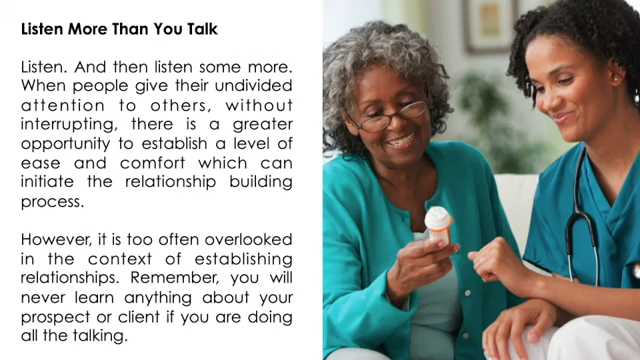 Listen More Than You Talk
Listen. And then listen some more.
When people give their undivided
attention to others, without
interrupting, there is a greater
opportunity to establish a level of
ease and comfort which can
initiate the relationship building
process.
However, it is too often overlooked
in the context of establishing
relationships. Remember, you will
never learn anything about your
prospect or client if you are doing
all the talking.